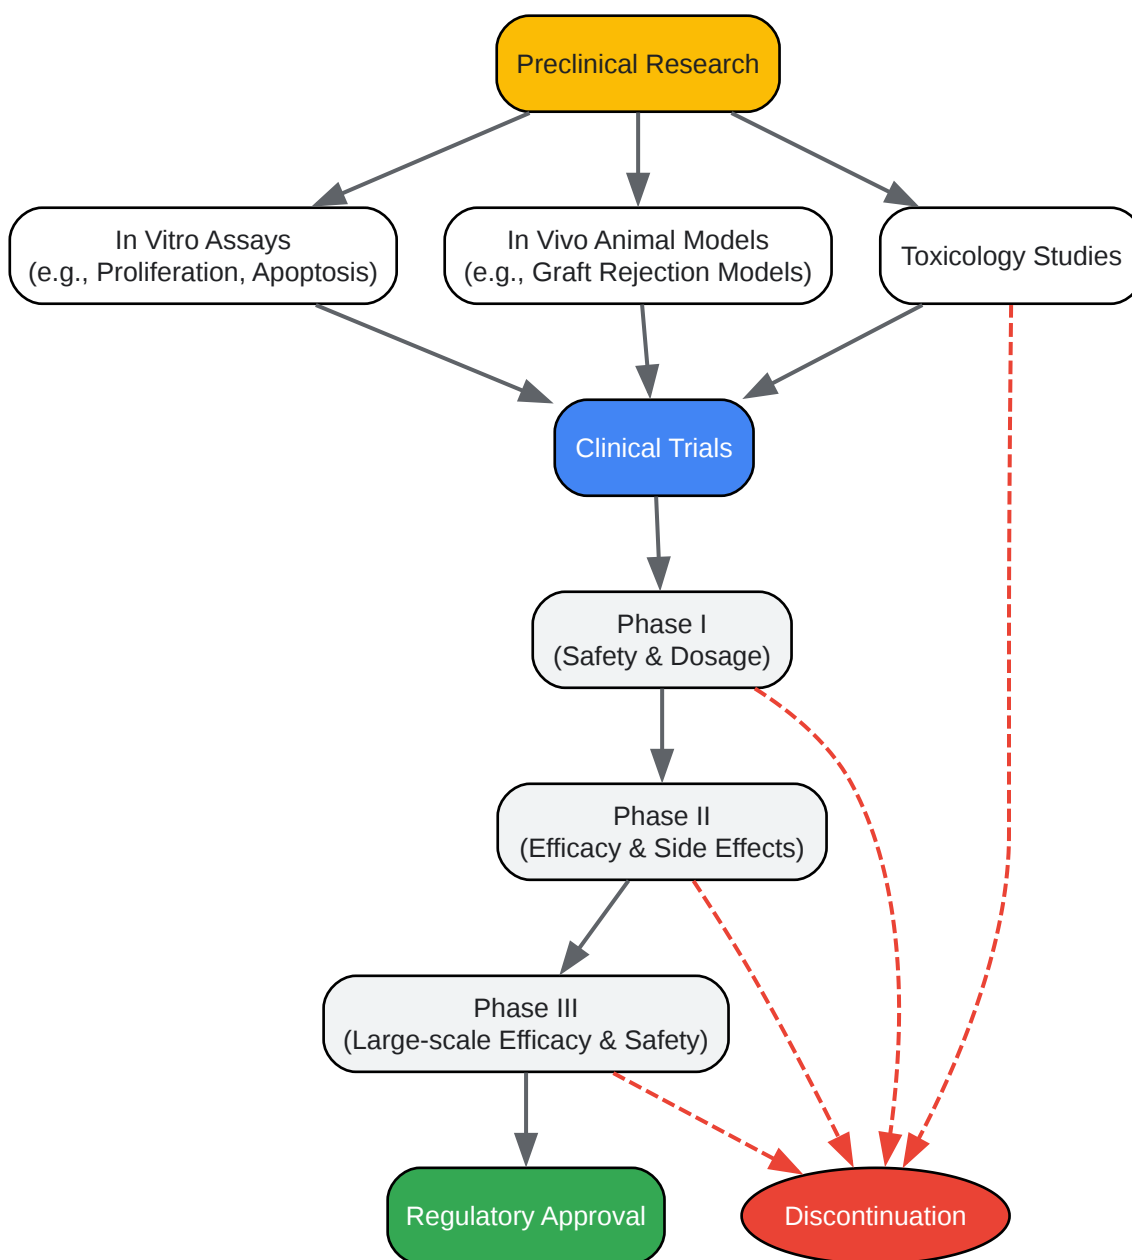 Preclinical Research
In Vitro Assays
(e.g., Proliferation, Apoptosis)
In Vivo Animal Models
(e.g., Graft Rejection Models)
Toxicology Studies
Clinical Trials
Phase I
(Safety & Dosage)
Phase II
(Efficacy & Side Effects)
Phase III
(Large-scale Efficacy & Safety)
Regulatory Approval
Discontinuation